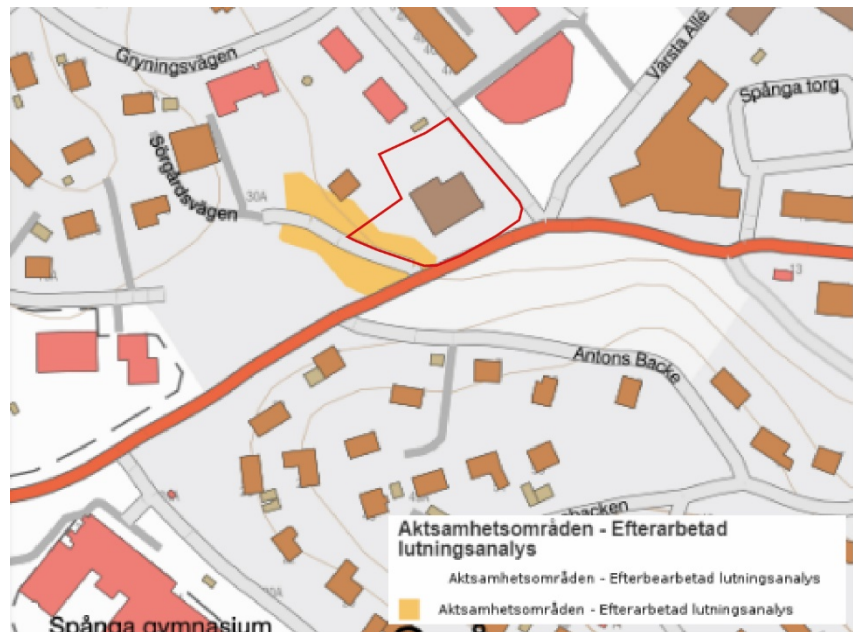 Gryningsvägen
Värsta Allé
Spånga torg
Sörgårdsvägen
30A
13
Antons Backe
Aktsamhetsområden - Efterarbetad
lutningsanalys
Aktsamhetsområden - Efterbearbetad lutningsanalys
Aktsamhetsområden - Efterarbetad lutningsanalys
Spånga gymnasium